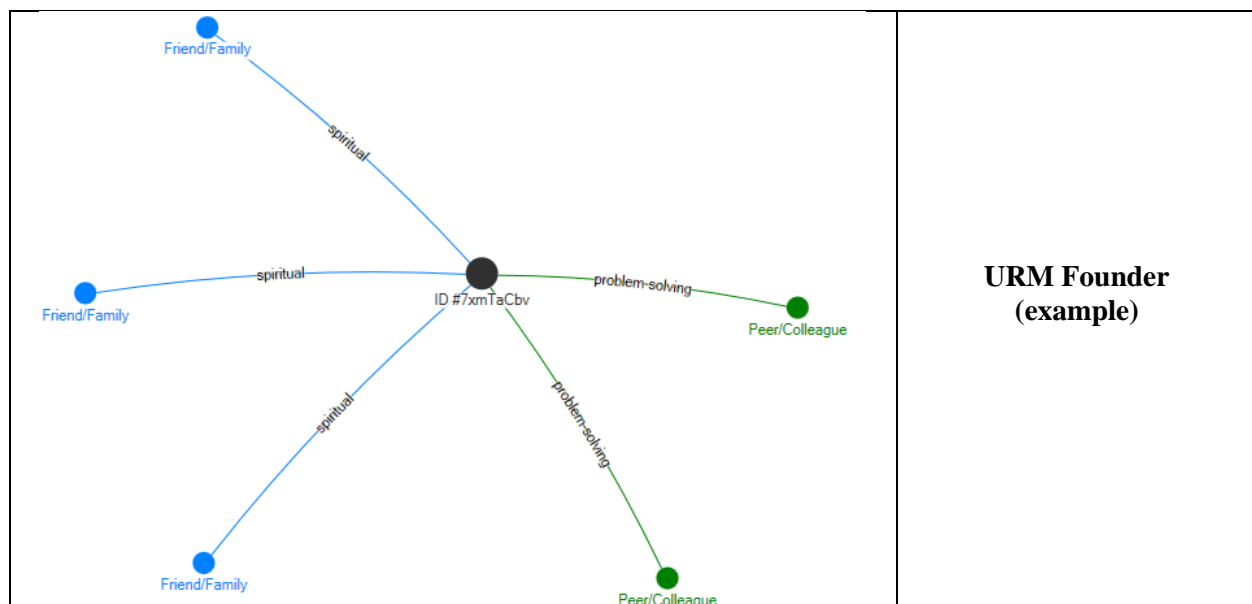 Friend/Family
spiritual
spiritual
Friend/Family
ID #7xmTaCbv
problem-solving
Peer/Colleague
spiritual
problem-solving
Friend/Family
Peer/Colleague
URM Founder
(example)